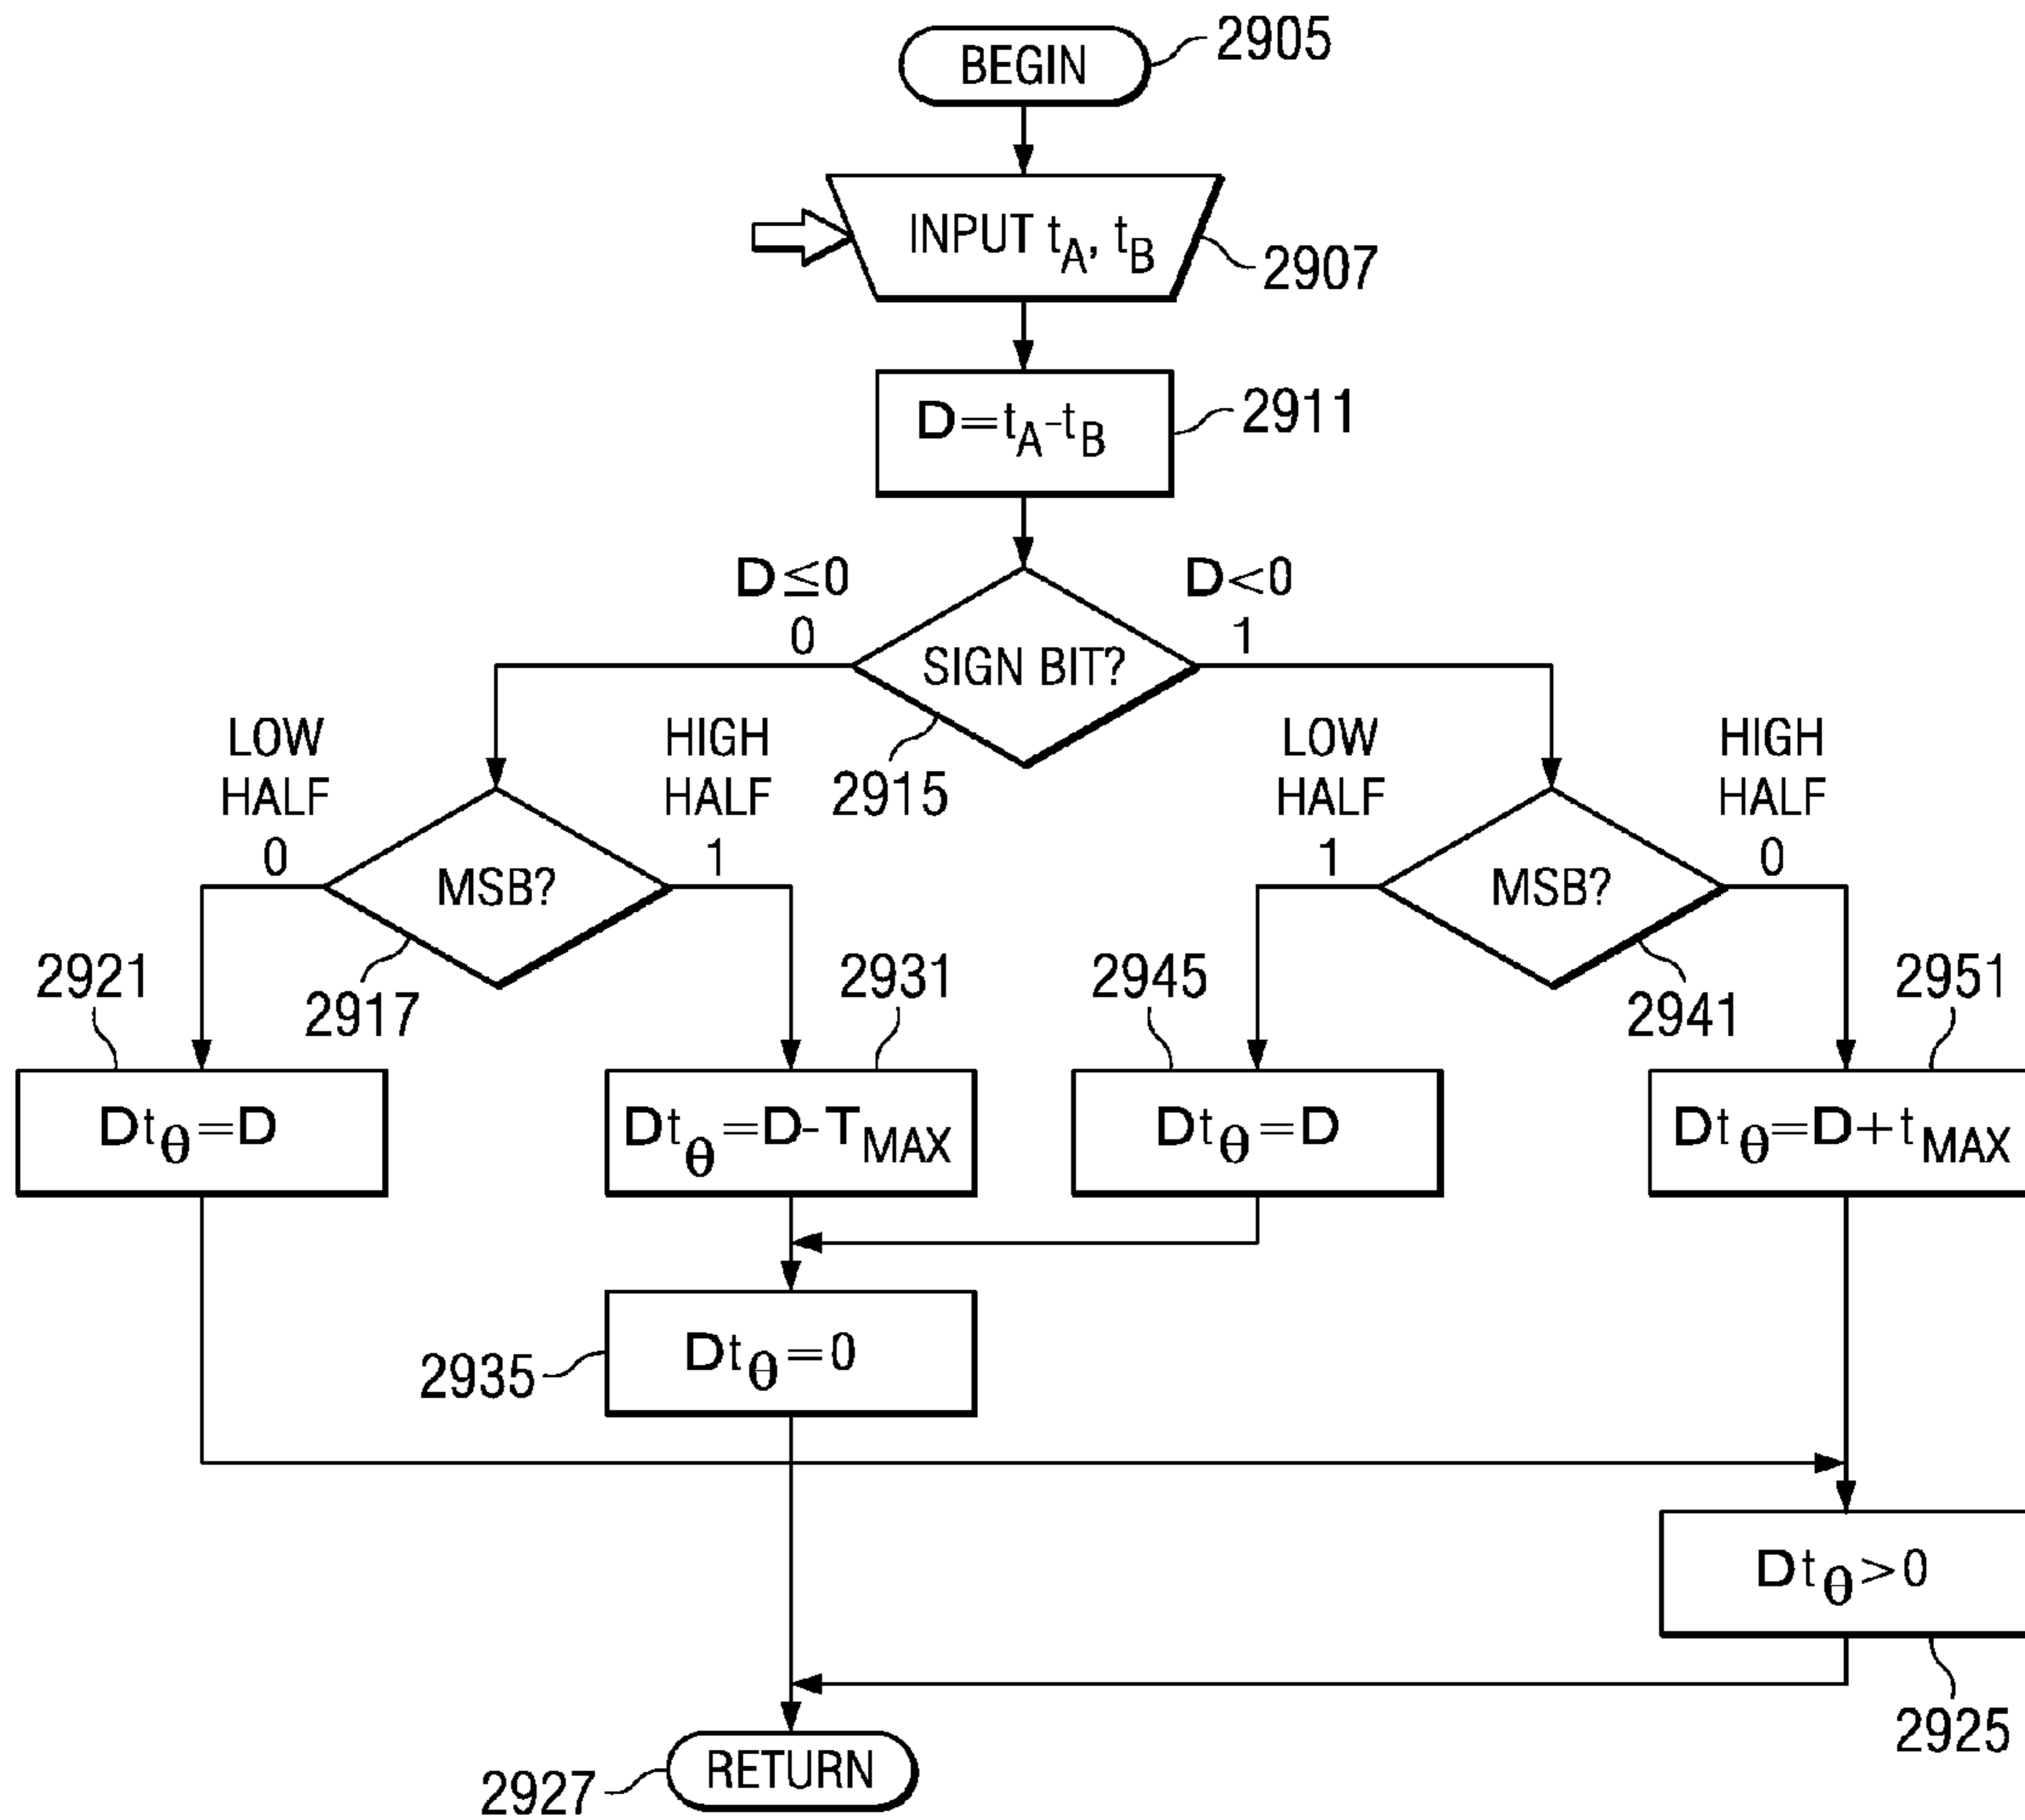 BEGIN
2905
INPUT tA, tB
2907
D=tA-tB
2911
D≤0
0
D<0
1
SIGN BIT?
2915
LOW
HALF
0
HIGH
HALF
1
MSB?
2917
LOW
HALF
1
HIGH
HALF
0
MSB?
2941
2921
Dtθ=D
2931
Dtθ=D-TMAX
2945
Dtθ=D
2951
Dtθ=D+tMAX
2935
Dtθ=0
Dtθ>0
2925
2927
RETURN